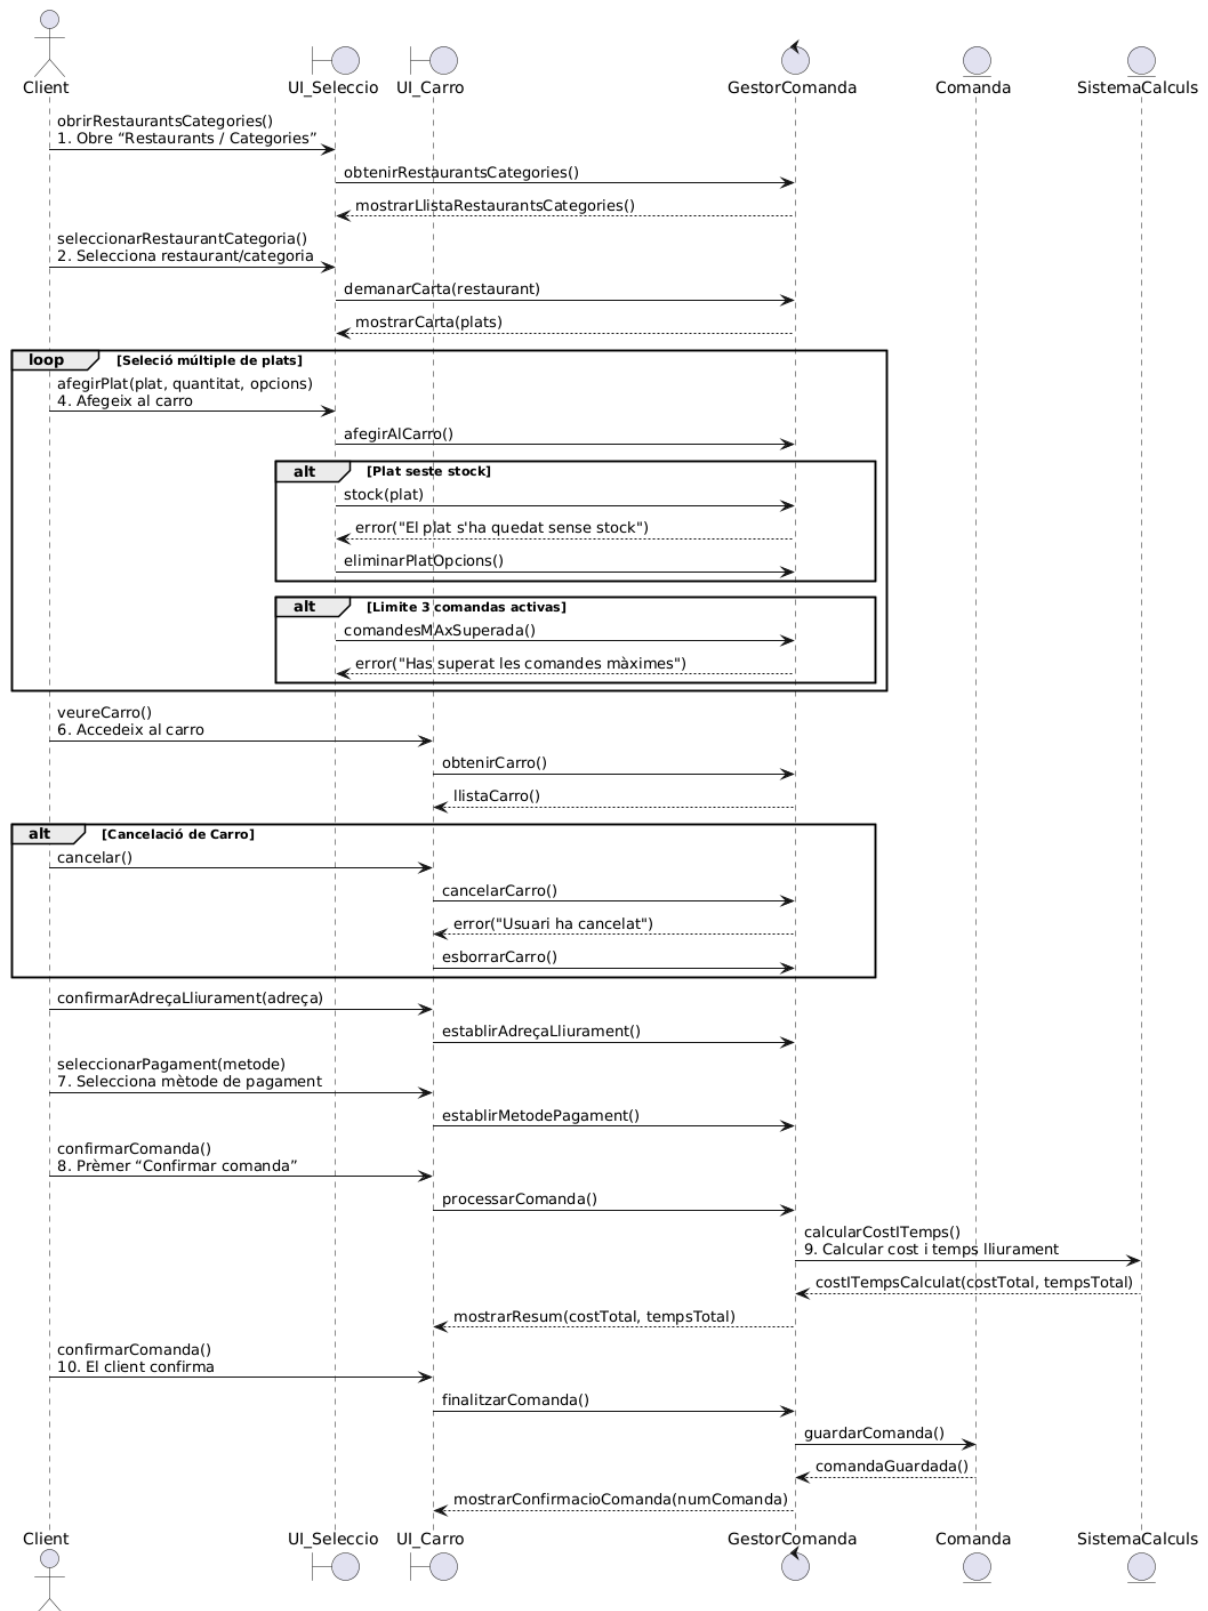 Client
UI_Seleccio
UI_Carro
GestorComanda
Comanda
SistemaCalculs
obrirRestaurantsCategories()
1. Obre “Restaurants / Categories”
obtenirRestaurantsCategories()
mostrarLlistaRestaurantsCategories()
seleccionarRestaurantCategoria()
2. Selecciona restaurant/categoria
demanarCarta(restaurant)
mostrarCarta(plats)
loop [Seleció múltiple de plats]
afegirPlat(plat, quantitat, opcions)
4. Afegeix al carro
afegirAlCarro()
alt [Plat seste stock]
stock(plat)
error("El plat s'ha quedat sense stock")
eliminarPlatOpcions()
alt [Limite 3 comandas activas]
comandesMAxSuperada()
error("Has superat les comandes màximes")
veureCarro()
6. Accedeix al carro
obtenirCarro()
llistaCarro()
alt [Cancelació de Carro]
cancelar()
cancelarCarro()
error("Usuari ha cancelat")
esborrarCarro()
confirmarAdreçaLliurament(adreça)
establirAdreçaLliurament()
seleccionarPagament(metode)
7. Selecciona mètode de pagament
establirMetodePagament()
confirmarComanda()
8. Prèmer “Confirmar comanda”
processarComanda()
calcularCostITemps()
9. Calcular cost i temps lliurament
costITempsCalculat(costTotal, tempsTotal)
mostrarResum(costTotal, tempsTotal)
confirmarComanda()
10. El client confirma
finalitzarComanda()
guardarComanda()
comandaGuardada()
mostrarConfirmacioComanda(numComanda)
Client
UI_Seleccio
UI_Carro
GestorComanda
Comanda
SistemaCalculs